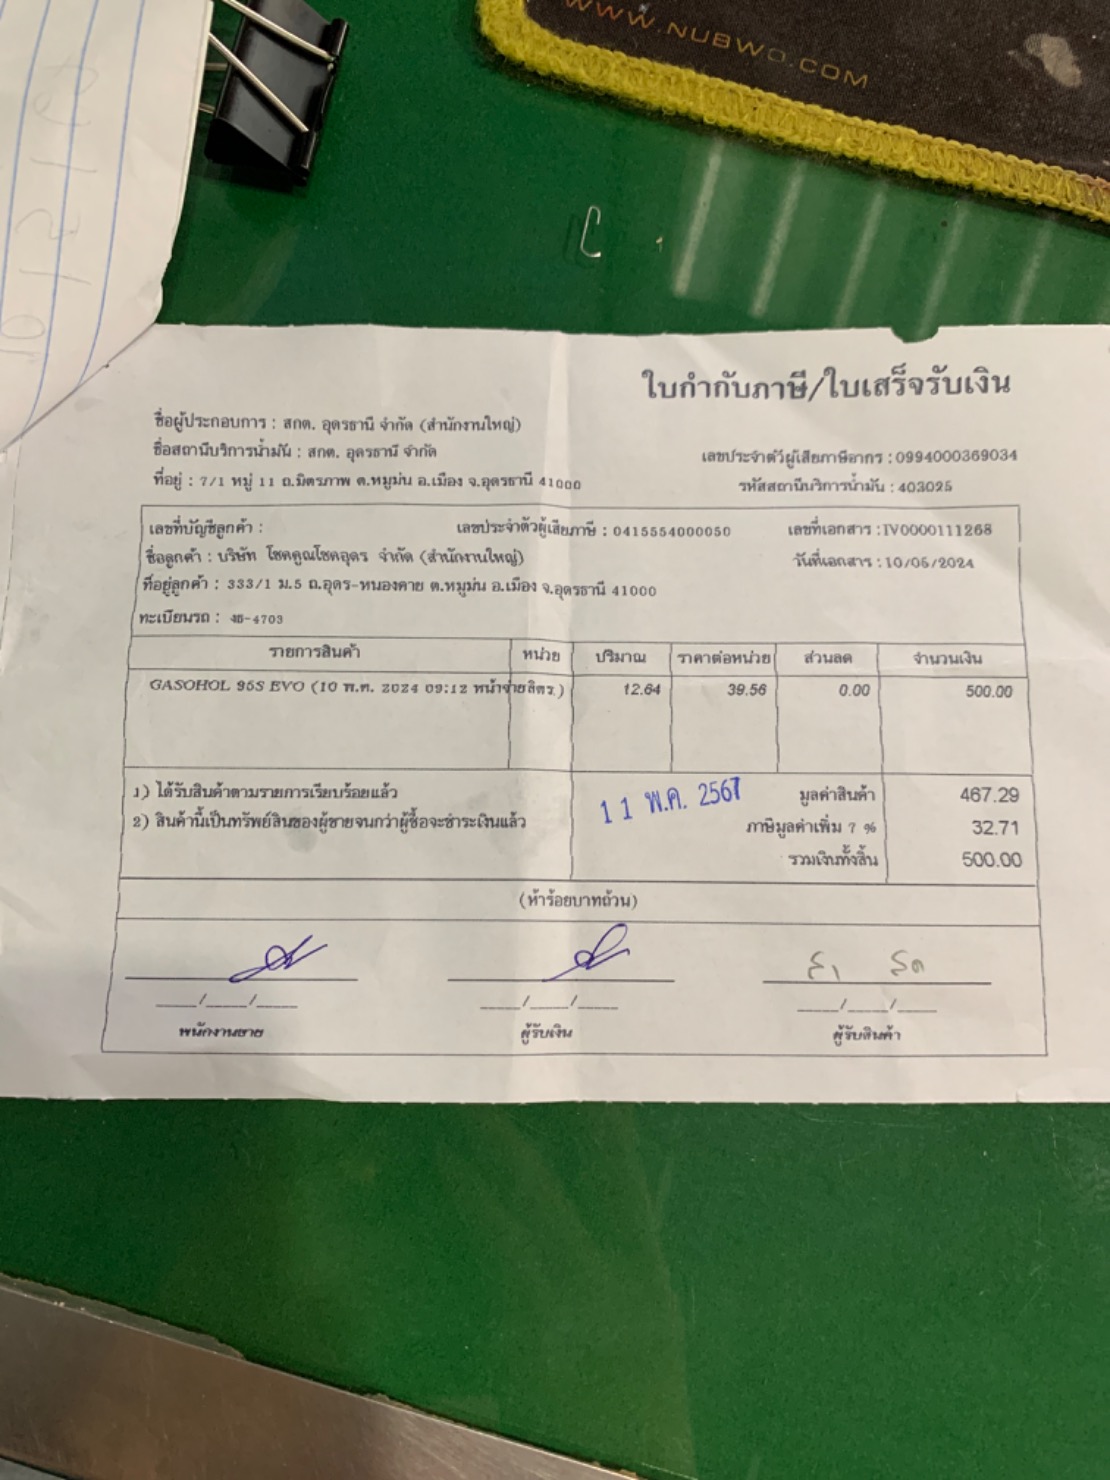 WWW.NUBWO.COM
ใบกำกับภาษี/ใบเสร็จรับเงิน
ชื่อผู้ประกอบการ : สกต. อุดรธานี จำกัด (สำนักงานใหญ่)
ชื่อสถานีบริการน้ำมัน : สกต. อุดรธานี จำกัด
เลขประจำตัวผู้เสียภาษีอากร : 0994000369034
ที่อยู่ : 7/1 หมู่ 11 ถ.มิตรภาพ ต.หมูม่น อ.เมือง จ.อุดรธานี 41000
รหัสสถานีบริการน้ำมัน : 403025
เลขที่บัญชีลูกค้า : เลขประจำตัวผู้เสียภาษี : 0415554000050 เลขที่เอกสาร : IV0000111268
ชื่อลูกค้า : บริษัท โชคคูณโชคอุดร จำกัด (สำนักงานใหญ่) วันที่เอกสาร : 10/05/2024
ที่อยู่ลูกค้า : 333/1 ม.5 ถ.อุดร-หนองคาย ต.หมูม่น อ.เมือง จ.อุดรธานี 41000
ทะเบียนรถ : -4703
รายการสินค้า หน่วย ปริมาณ ราคาต่อหน่วย ส่วนลด จำนวนเงิน
GASOHOL 95S EVO (10 พ.ค. 2024 09:12 หน้าจ่าย ลิตร ) 12.64 39.56 0.00 500.00
1) ได้รับสินค้าตามรายการเรียบร้อยแล้ว
2) สินค้านี้เป็นทรัพย์สินของผู้ขายจนกว่าผู้ซื้อจะชำระเงินแล้ว
11 พ.ค. 2567
มูลค่าสินค้า 467.29
ภาษีมูลค่าเพิ่ม 7 % 32.71
รวมเงินทั้งสิ้น 500.00
(ห้าร้อยบาทถ้วน)
___/___/___ ___/___/___ ___/___/___
พนักงานขาย ผู้รับเงิน ผู้รับสินค้า